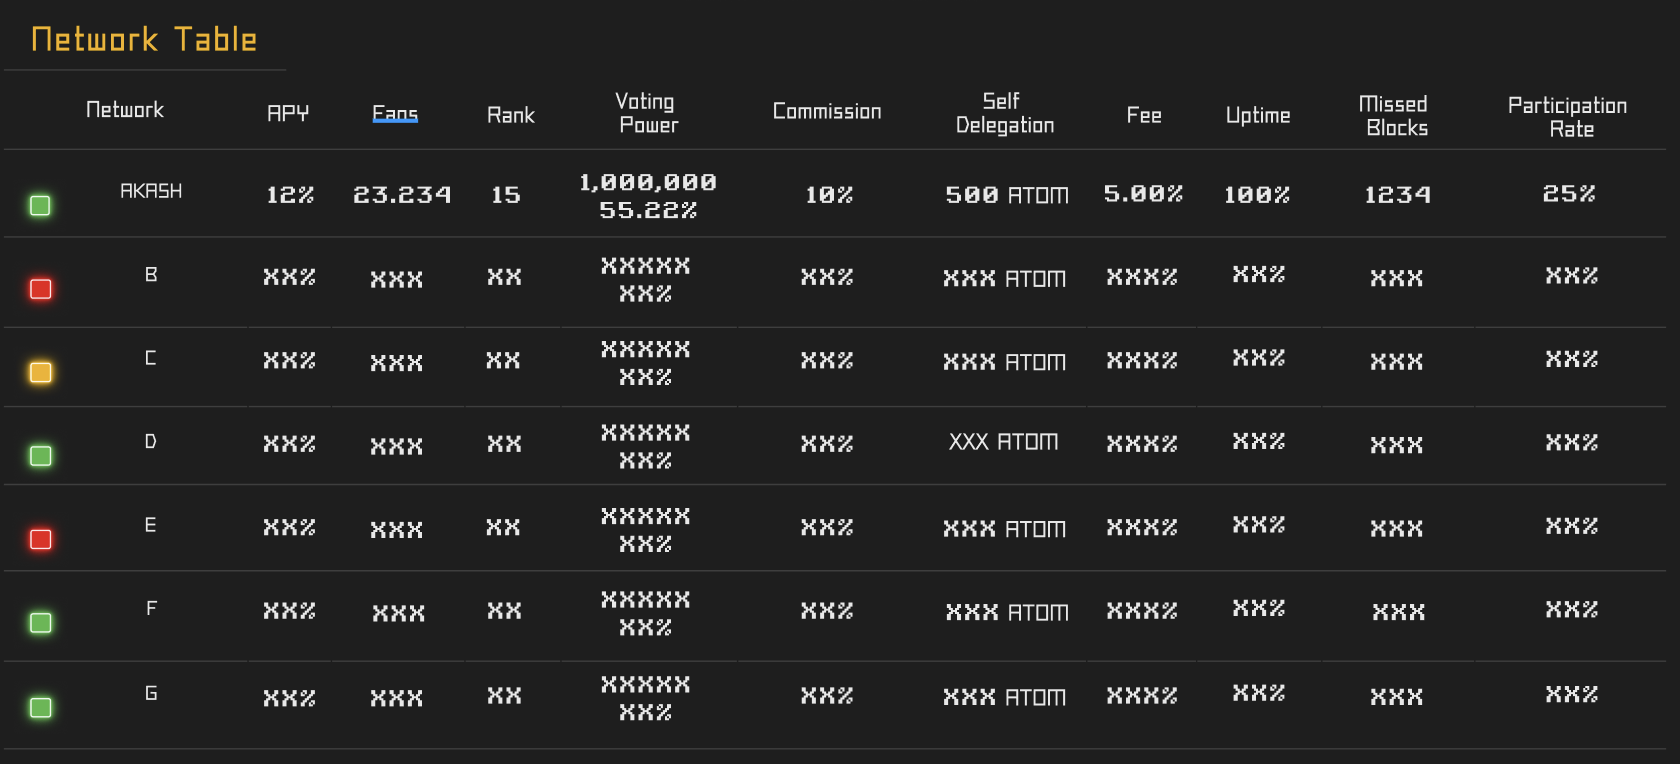 Network Table
Network APY Fans Rank Voting Power Commission Self Delegation Fee Uptime Missed Blocks Participation Rate
AKASH 12% 23.234 15 1,000,000 55.22% 10% 500 ATOM 5.00% 100% 1234 25%
B XX% XXX XX XXXXX XX% XX% XXX ATOM XXX% XX% XXX XX%
C XX% XXX XX XXXXX XX% XX% XXX ATOM XXX% XX% XXX XX%
D XX% XXX XX XXXXX XX% XX% XXX ATOM XXX% XX% XXX XX%
E XX% XXX XX XXXXX XX% XX% XXX ATOM XXX% XX% XXX XX%
F XX% XXX XX XXXXX XX% XX% XXX ATOM XXX% XX% XXX XX%
G XX% XXX XX XXXXX XX% XX% XXX ATOM XXX% XX% XXX XX%